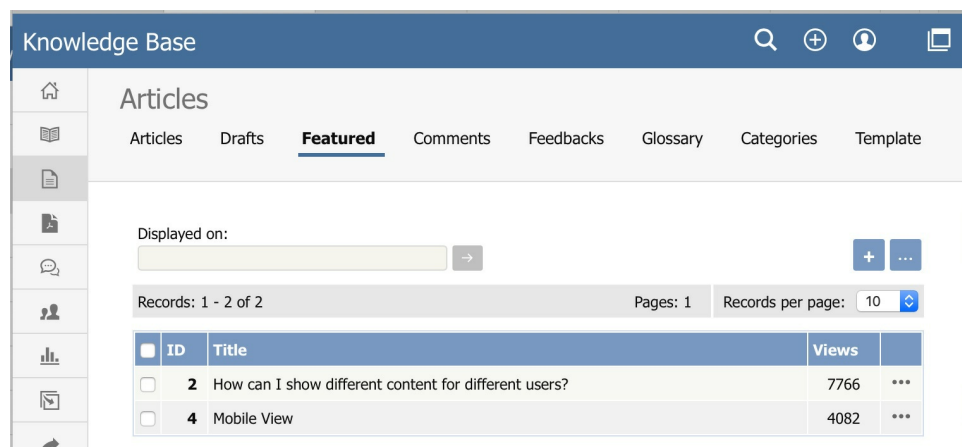 Knowledge Base
Articles
Articles Drafts Featured Comments Feedbacks Glossary Categories Template
Displayed on:
Records: 1 - 2 of 2 Pages: 1 Records per page: 10
ID Title Views
2 How can I show different content for different users? 7766
4 Mobile View 4082